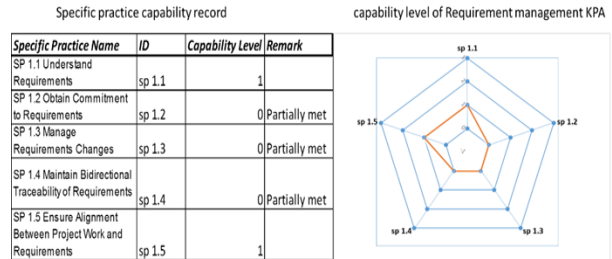 Specific practice capability record
capability level of Requirement management KPA
Specific Practice Name ID Capability Level Remark
SP 1.1 Understand
Requirements sp 1.1 1
SP 1.2 Obtain Commitment
to Requirements sp 1.2 0 Partially met
SP 1.3 Manage
Requirements Changes sp 1.3 0 Partially met
SP 1.4 Maintain Bidirectional
Traceability of Requirements sp 1.4 0 Partially met
SP 1.5 Ensure Alignment
Between Project Work and
Requirements sp 1.5 1
sp 1.1
sp 1.5
sp 1.2
sp 1.4
sp 1.3